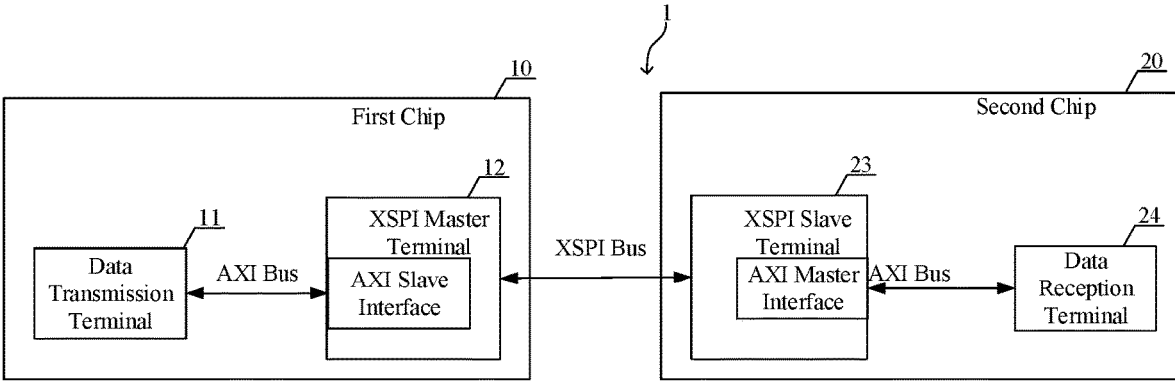 1
10
First Chip
20
Second Chip
12
XSPI Master
Terminal
AXI Slave
Interface
11
Data
Transmission
Terminal
AXI Bus
XSPI Bus
23
XSPI Slave
Terminal
AXI Master
Interface
AXI Bus
24
Data
Reception
Terminal